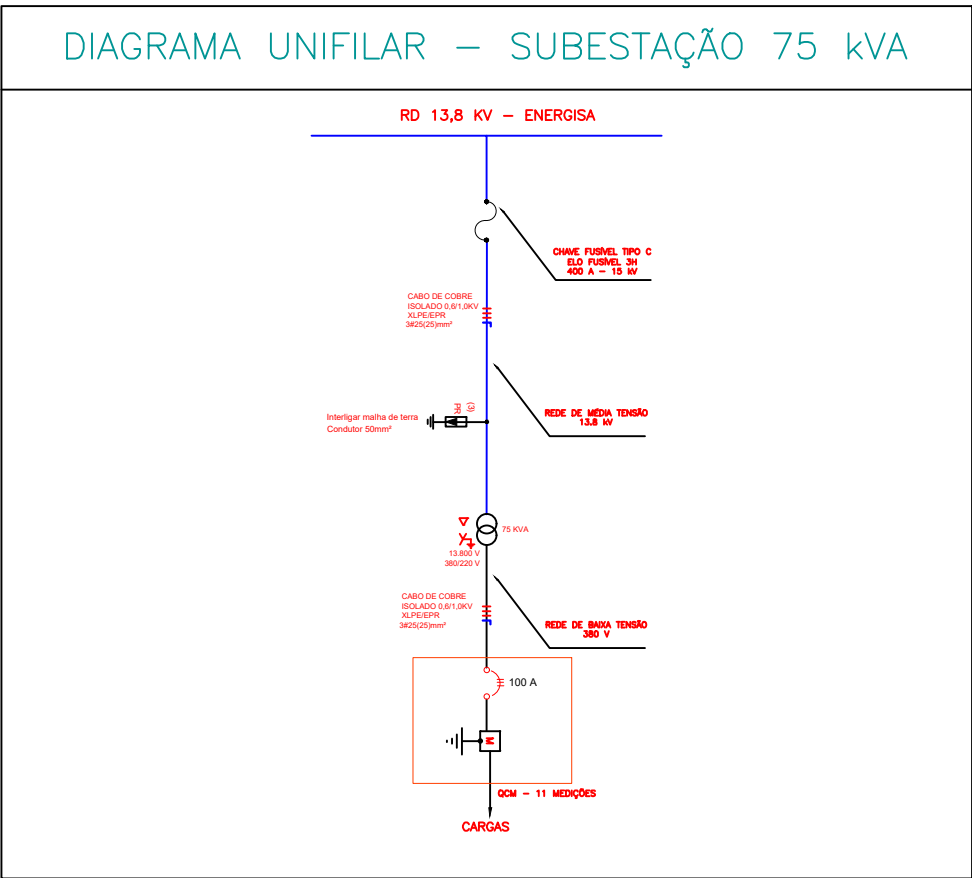 DIAGRAMA UNIFILAR – SUBESTAÇÃO 75 kVA
RD 13,8 KV – ENERGISA
CHAVE FUSÍVEL TIPO C
ELO FUSÍVEL 3H
400 A – 15 kV
CABO DE COBRE
ISOLADO 0,6/1,0KV
XLPE/EPR
3#25(25)mm²
REDE DE MÉDIA TENSÃO
13.8 kV
(3)
PR
Interligar malha de terra
Condutor 50mm²
75 KVA
13.800 V
380/220 V
CABO DE COBRE
ISOLADO 0,6/1,0KV
XLPE/EPR
3#25(25)mm²
REDE DE BAIXA TENSÃO
380 V
100 A
M
QCM – 11 MEDIÇÕES
CARGAS